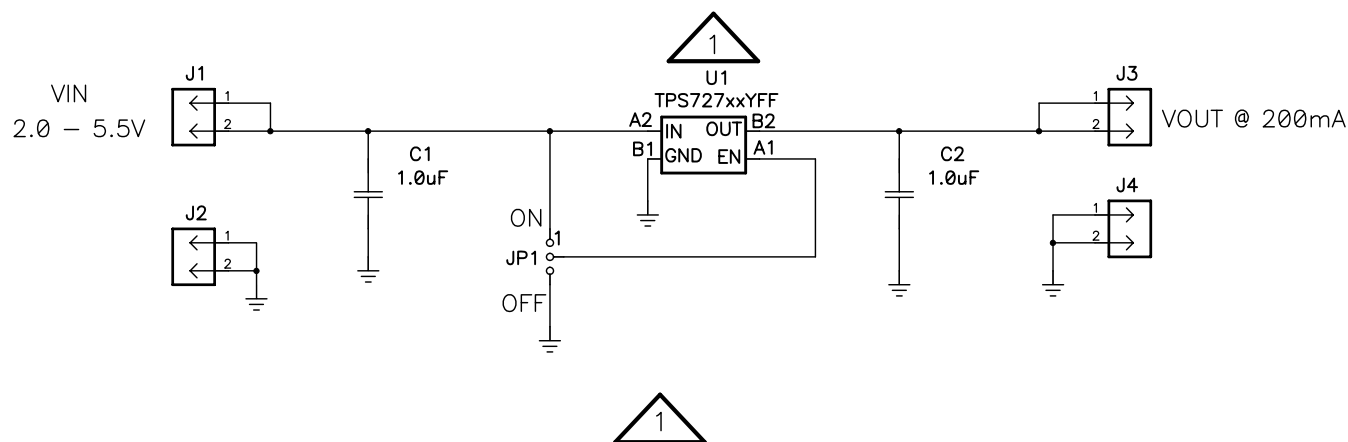 1
U1
TPS727xxYFF
J1
VIN
2.0 – 5.5V
1
2
A2
IN
OUT
B2
B1
GND
EN
A1
C1
1.0uF
C2
1.0uF
J3
1
2
VOUT @ 200mA
J2
1
2
J4
1
2
ON
1
JP1
OFF
1